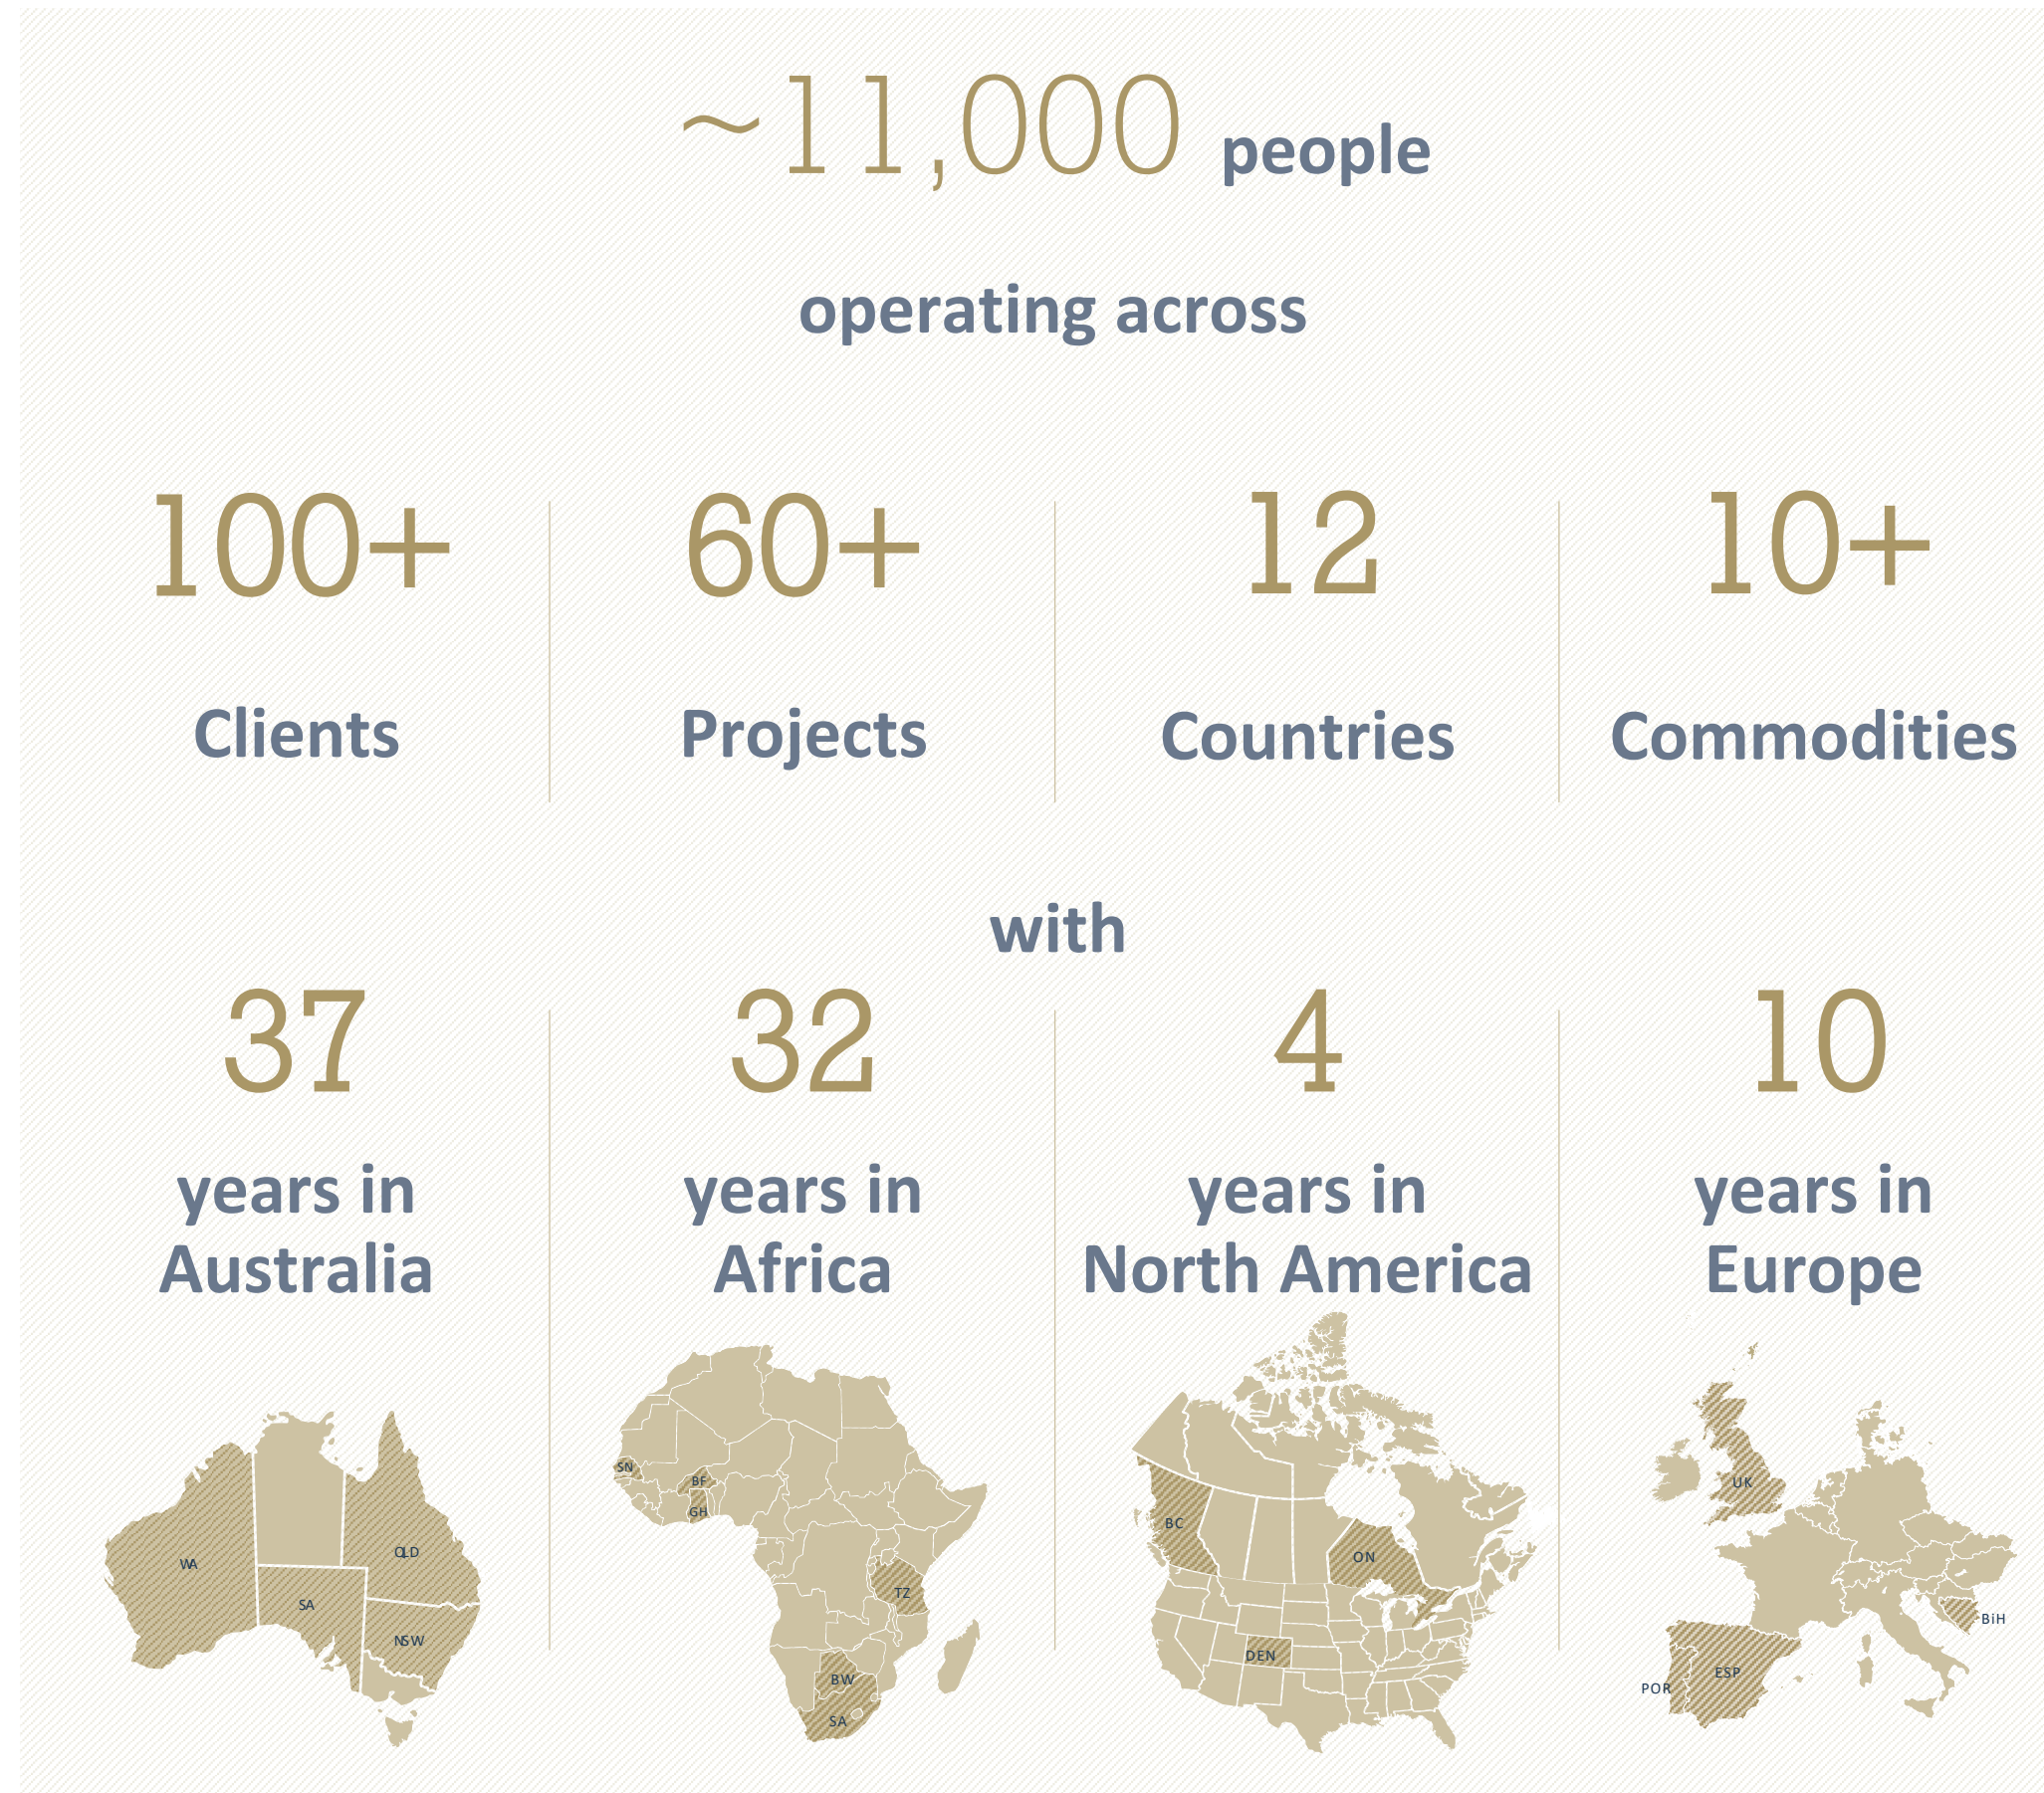 ~11,000 people
operating across
100+
60+
12
10+
Clients
Projects
Countries
Commodities
with
37
32
4
10
years in
Australia
years in
Africa
years in
North America
years in
Europe
WA
QLD
SA
NSW
SN
BF
GH
TZ
BW
SA
BC
ON
DEN
UK
BiH
ESP
POR